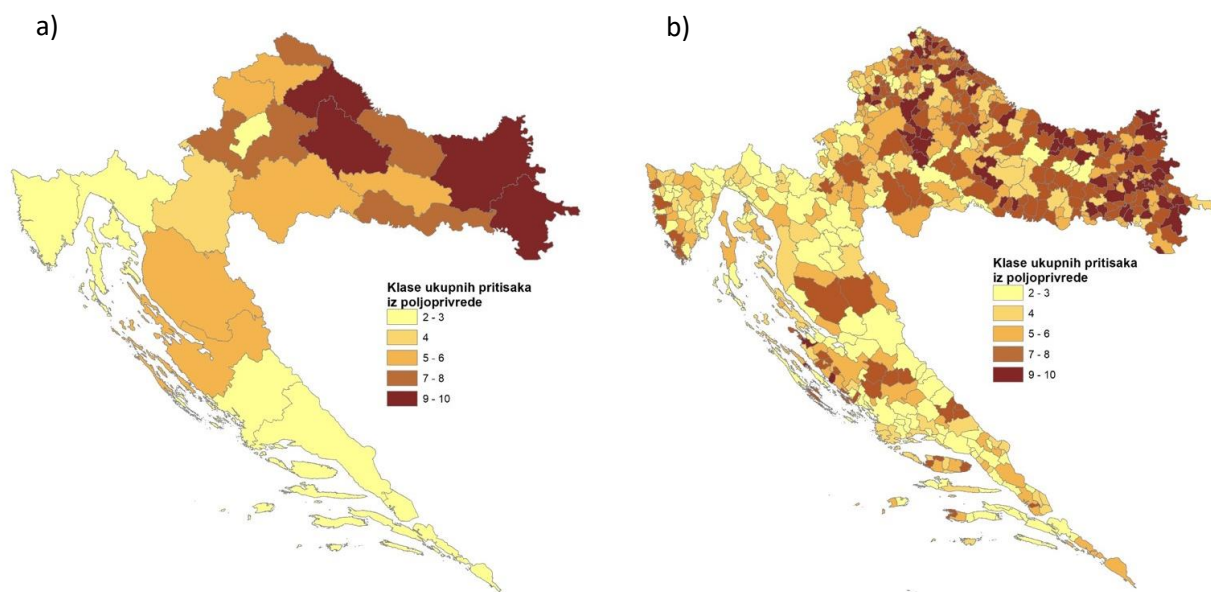 a)
Klase ukupnih pritisaka
iz poljoprivrede
2 - 3
4
5 - 6
7 - 8
9 - 10
b)
Klase ukupnih pritisaka
iz poljoprivrede
2 - 3
4
5 - 6
7 - 8
9 - 10